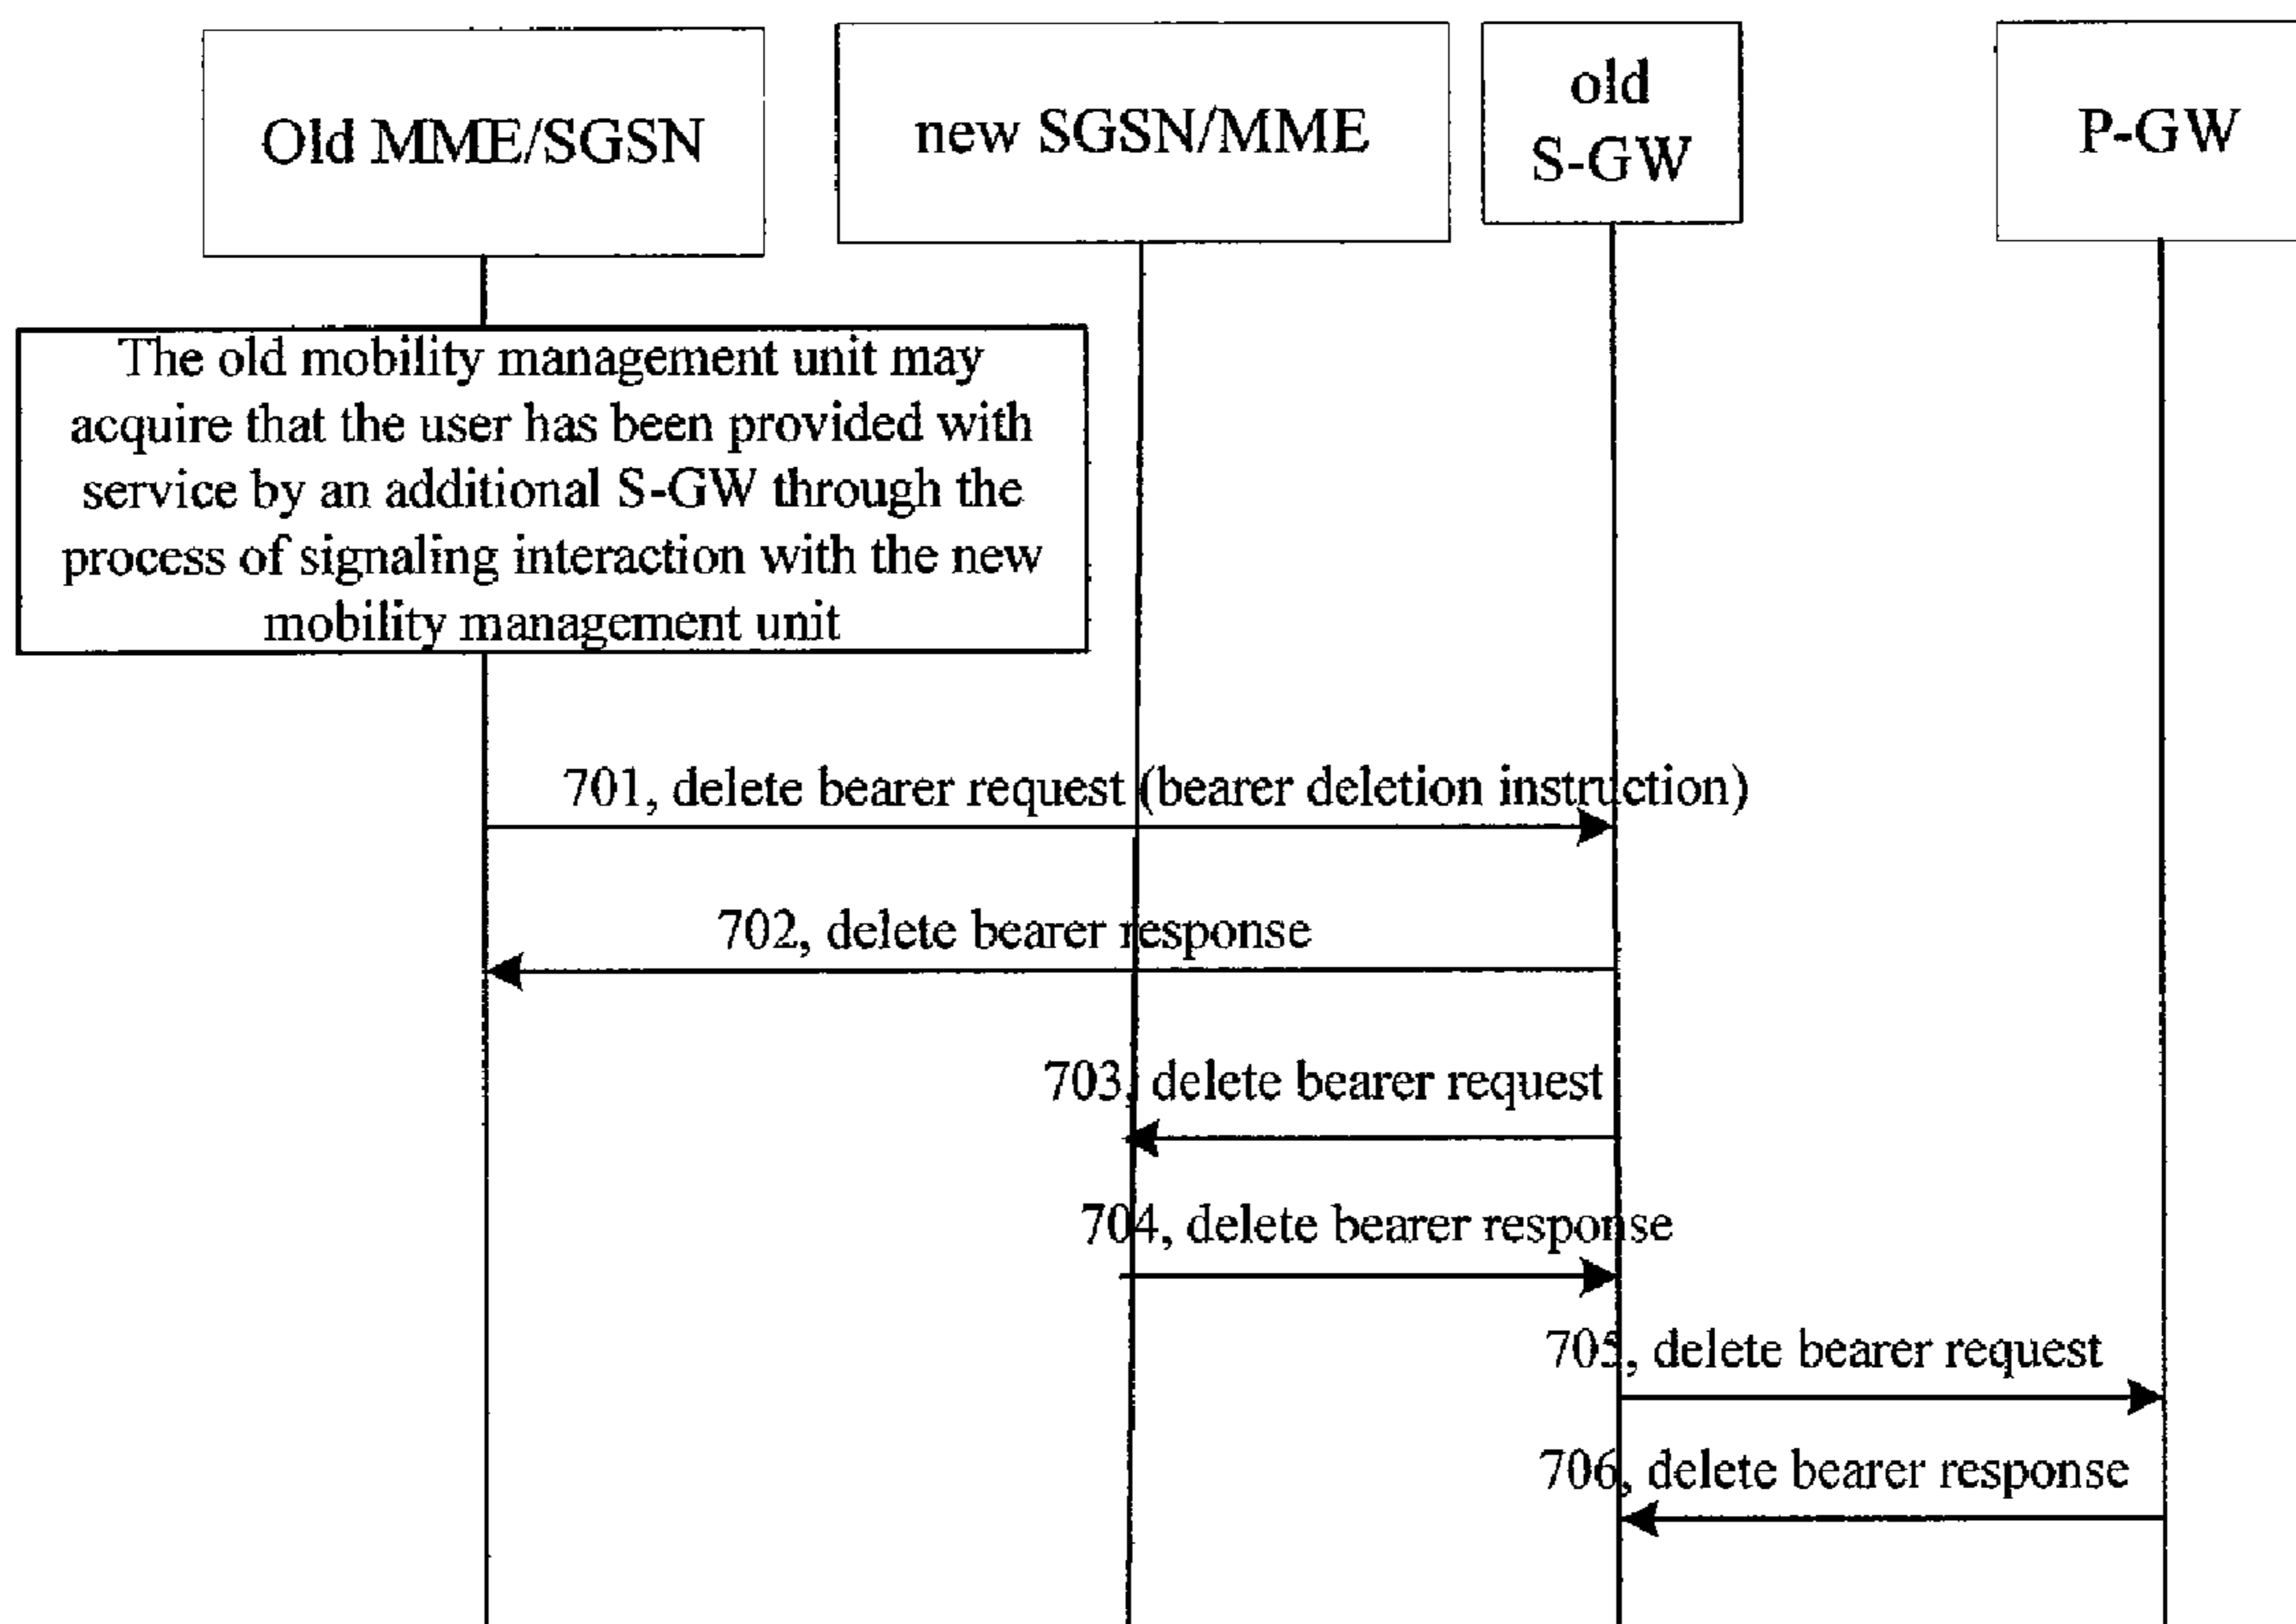 Old MME/SGSN
new SGSN/MME
old
S-GW
P-GW
The old mobility management unit may
acquire that the user has been provided with
service by an additional S-GW through the
process of signaling interaction with the new
mobility management unit
701, delete bearer request (bearer deletion instruction)
702, delete bearer response
703, delete bearer request
704, delete bearer response
705, delete bearer request
706, delete bearer response